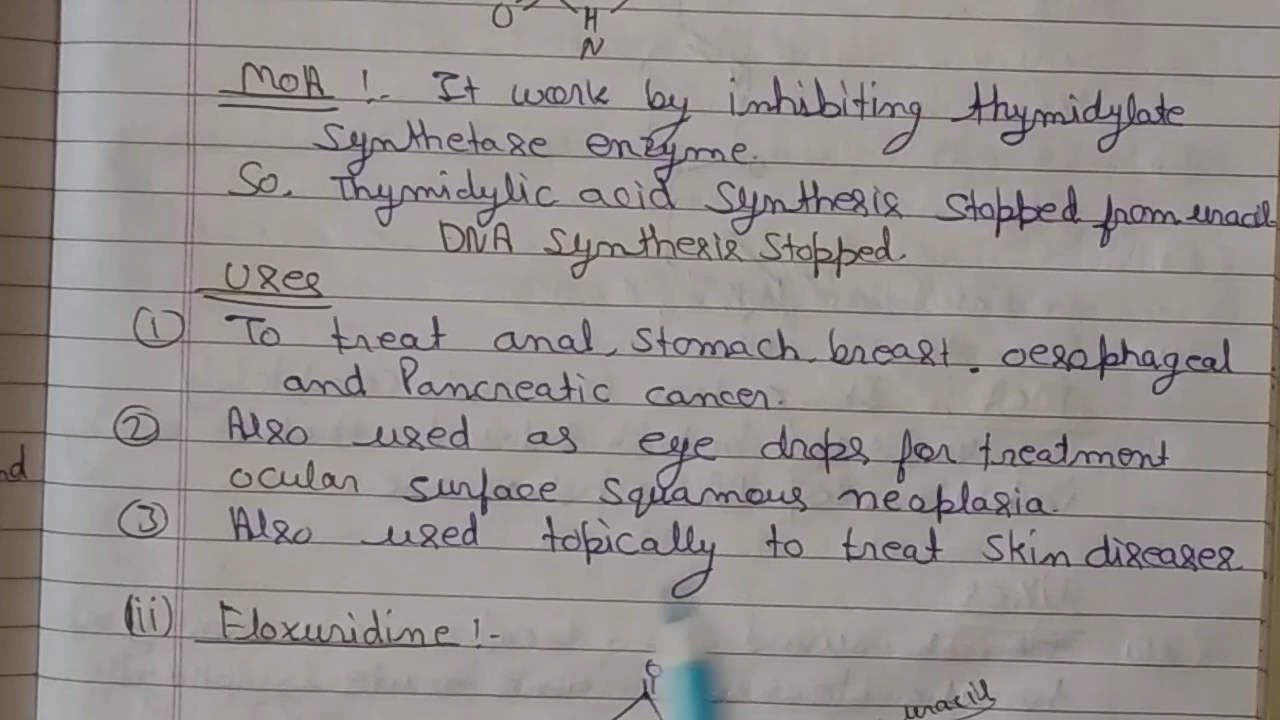 O H
N
MOA :- It work by inhibiting thymidylate
Synthetase enzyme.
So. Thymidylic acid Synthesis Stopped from uracil
DNA Synthesis Stopped.
Uses
① To treat anal, stomach, breast. oesophageal
and Pancreatic cancer.
② Also used as eye drops for treatment
nd
ocular surface squamous neoplasia.
③ Also used topically to treat skin diseases
(ii) Floxuridine :-
O
uracil